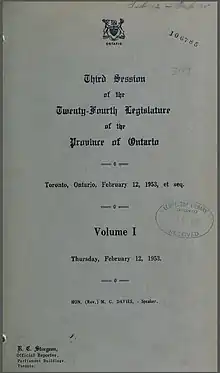 ONTARIO
Third Session
of the
Twenty-Fourth Legislature
of the
Province of Ontario
— o —
Toronto, Ontario, February 12, 1953, et seq.
— o —
Volume I
Thursday, February 12, 1953.
— o —
HON. (Rev.) M. C. DAVIES, - Speaker.
R. C. Sturgeon,
Official Reporter,
Parliament Buildings,
Toronto.